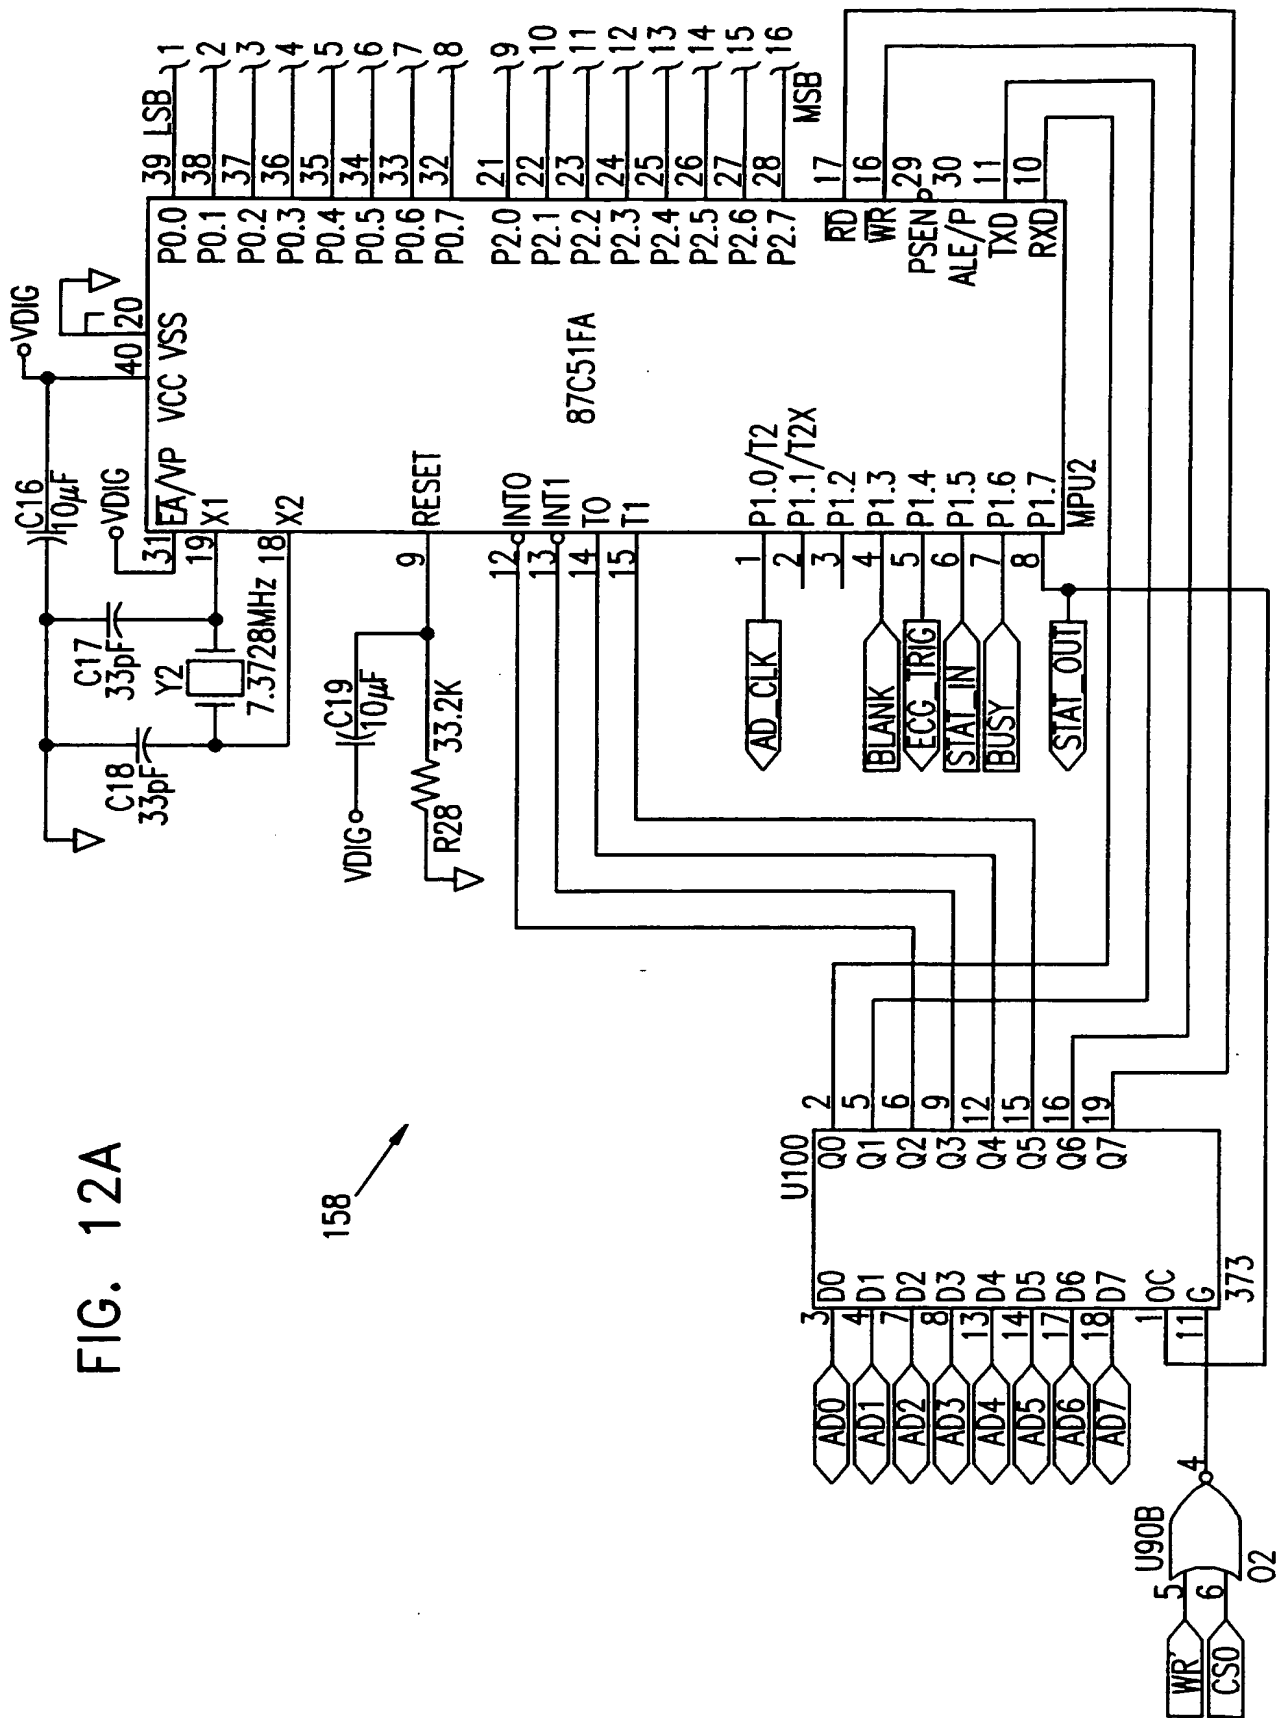 FIG. 12A
158
VDIG
C16
10µF
VDIG
C17
33pF
C18
33pF
Y2
7.3728MHz
VDIG
C19
10µF
R28
33.2K
40
VCC
20
VSS
31
EA/VP
19
X1
18
X2
9
RESET
12
INT0
13
INT1
14
T0
15
T1
87C51FA
39 P0.0 LSB 1
38 P0.1 2
37 P0.2 3
36 P0.3 4
35 P0.4 5
34 P0.5 6
33 P0.6 7
32 P0.7 8
21 P2.0 9
22 P2.1 10
23 P2.2 11
24 P2.3 12
25 P2.4 13
26 P2.5 14
27 P2.6 15
28 P2.7 16
MSB
17 RD
16 WR
29 PSEN
30 ALE/P
11 TXD
10 RXD
AD_CLK 1 P1.0/T2
2 P1.1/T2X
3 P1.2
BLANK 4 P1.3
ECG_TRIG 5 P1.4
STAT_IN 6 P1.5
BUSY 7 P1.6
STAT_OUT 8 P1.7
MPU2
U100
AD0 3 D0 Q0 2
AD1 4 D1 Q1 5
AD2 7 D2 Q2 6
AD3 8 D3 Q3 9
AD4 13 D4 Q4 12
AD5 14 D5 Q5 15
AD6 17 D6 Q6 16
AD7 18 D7 Q7 19
1 OC
11 G
373
U90B
WR' 5
CS0 6
4
02